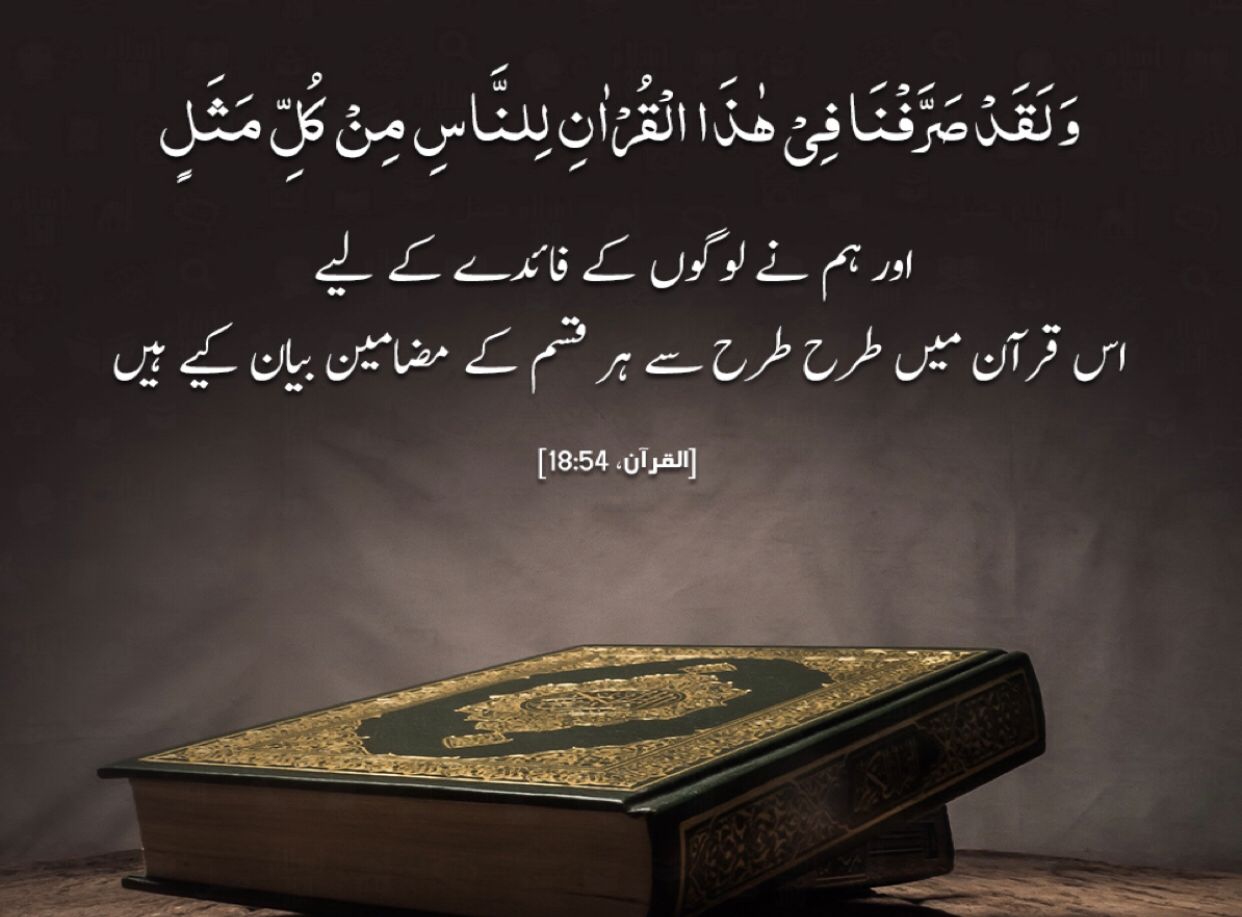 وَلَقَدْ صَرَّفْنَا فِیْ هٰذَا الْقُرْاٰنِ لِلنَّاسِ مِنْ كُلِّ مَثَلٍ
اور ہم نے لوگوں کے فائدے کے لیے
اس قرآن میں طرح طرح سے ہر قسم کے مضامین بیان کیے ہیں
[القرآن، 18:54]